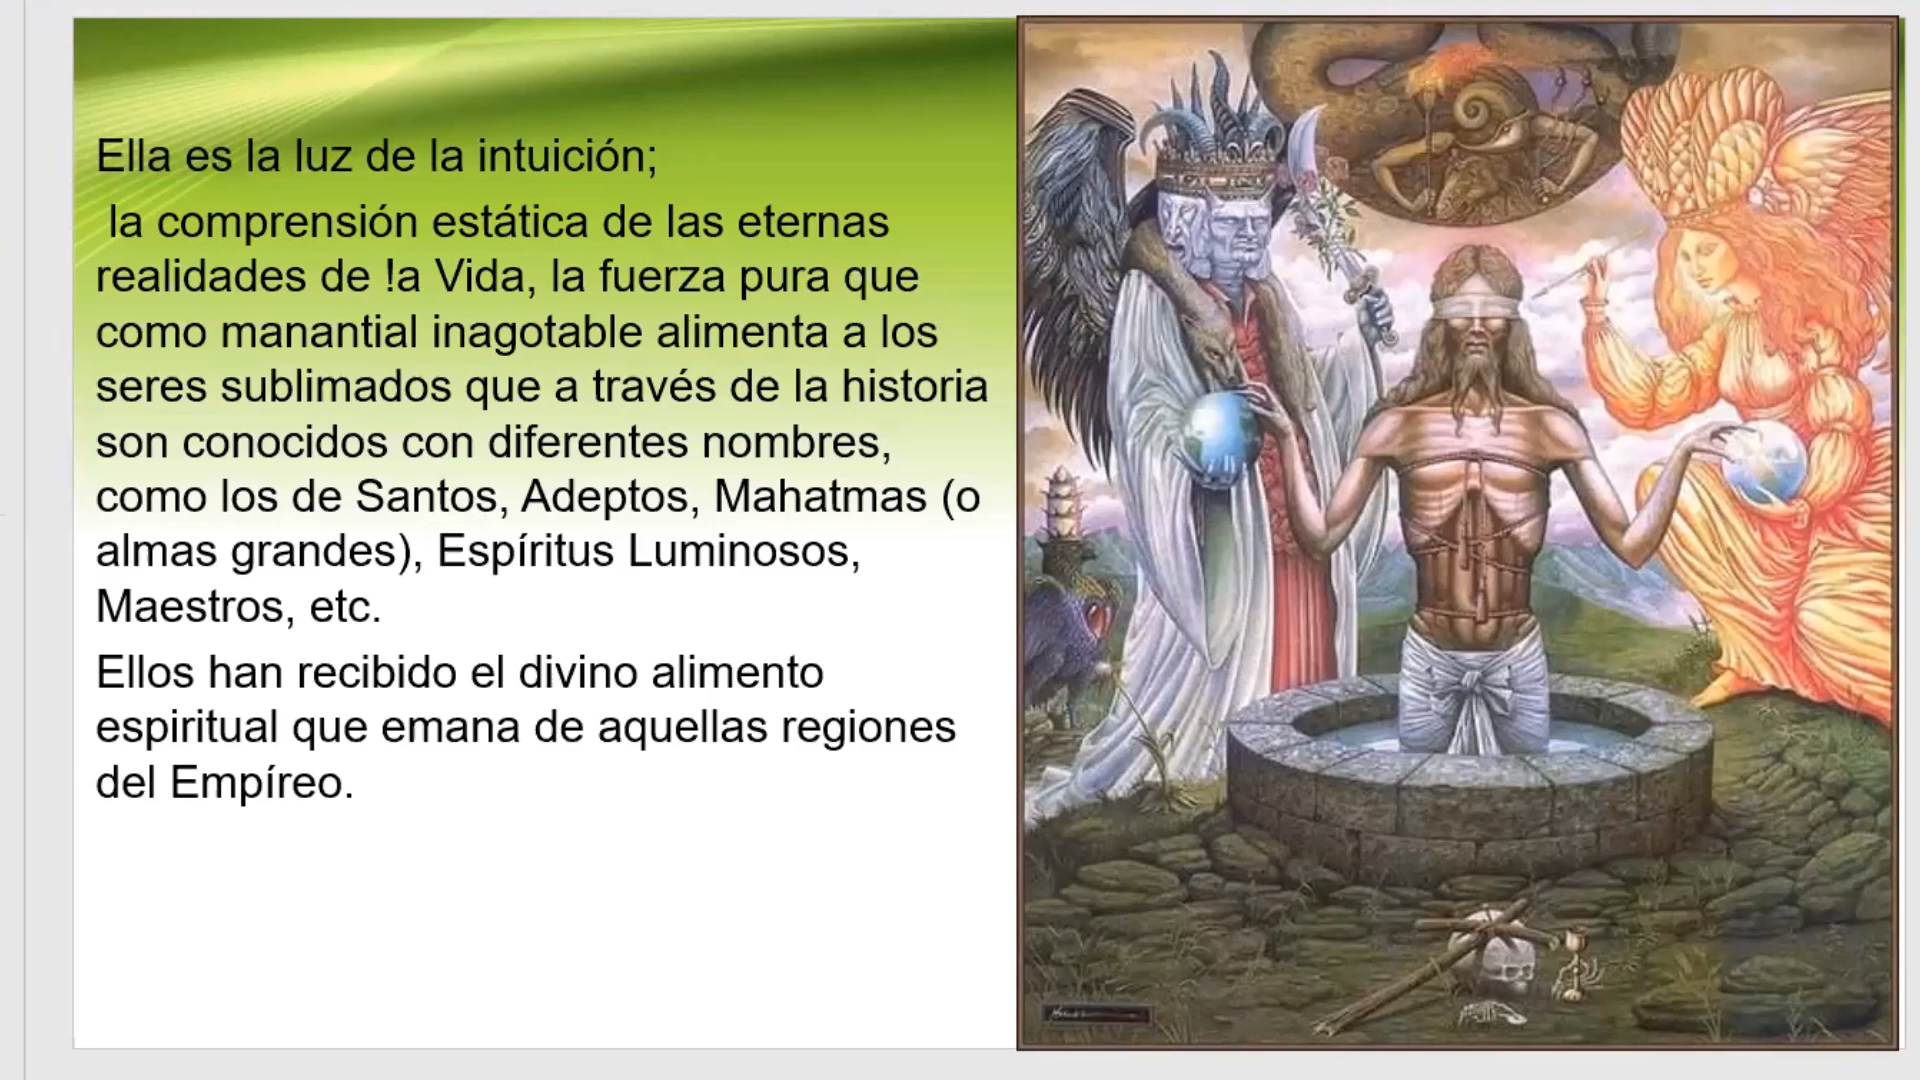 Ella es la luz de la intuición;
la comprensión estática de las eternas
realidades de !a Vida, la fuerza pura que
como manantial inagotable alimenta a los
seres sublimados que a través de la historia
son conocidos con diferentes nombres,
como los de Santos, Adeptos, Mahatmas (o
almas grandes), Espíritus Luminosos,
Maestros, etc.
Ellos han recibido el divino alimento
espiritual que emana de aquellas regiones
del Empíreo.